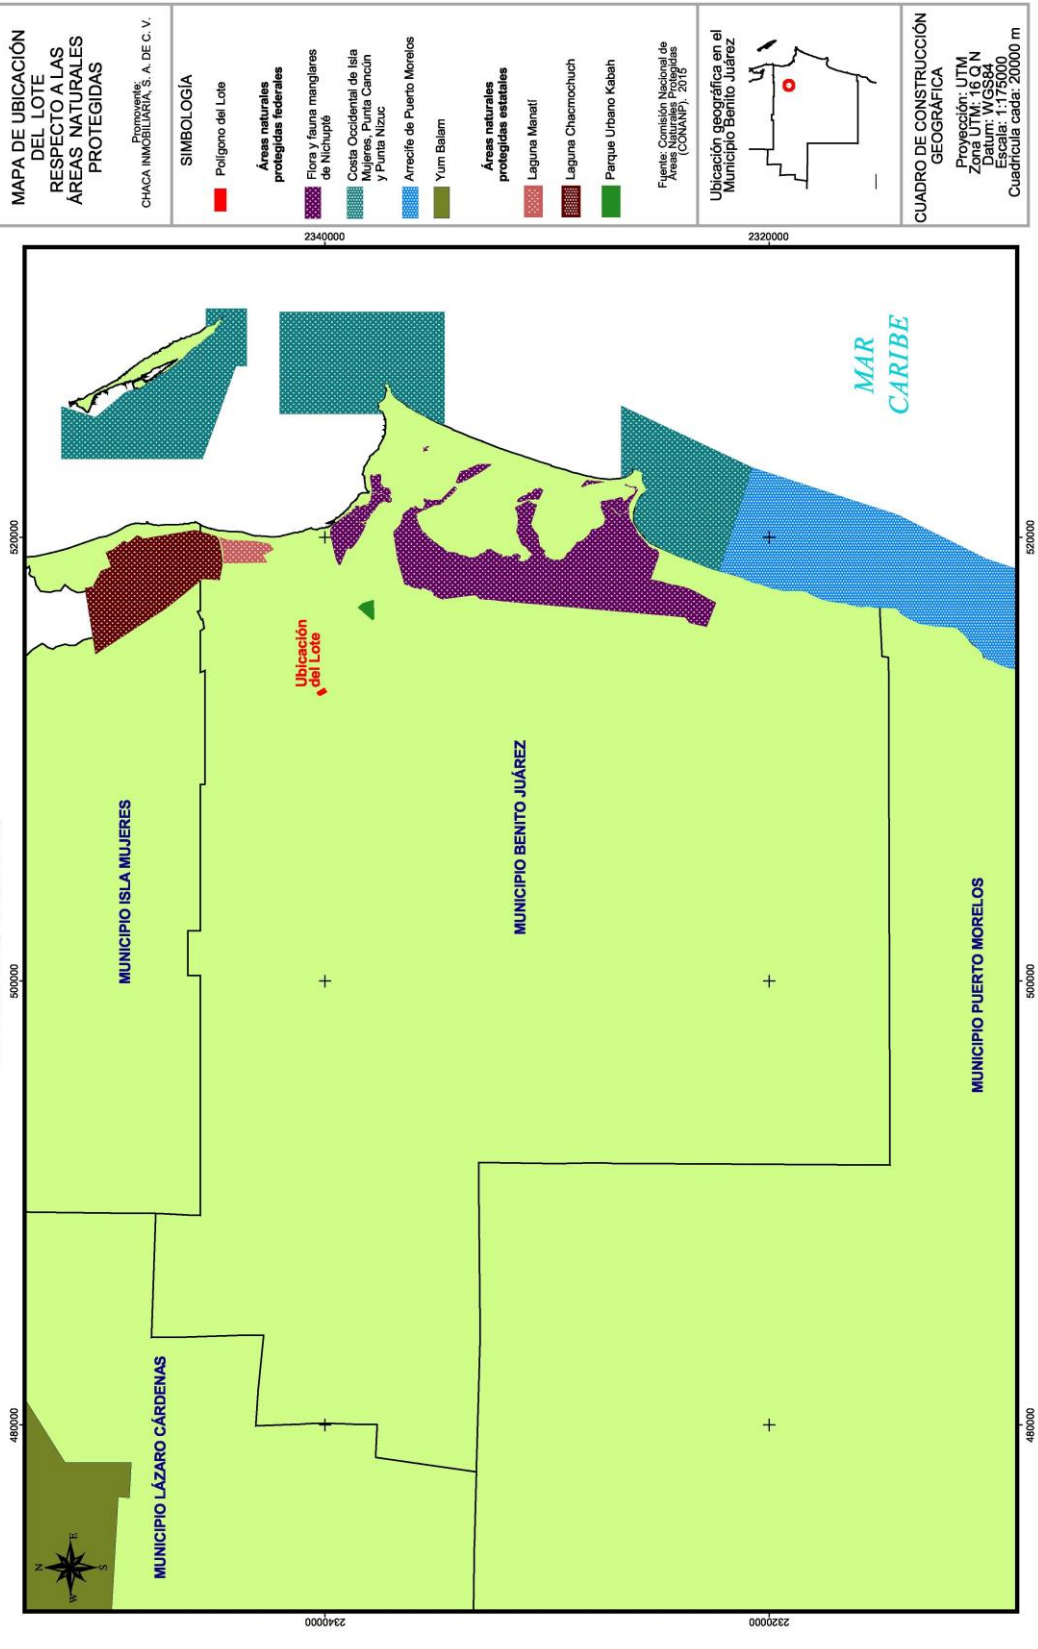 MAPA DE UBICACIÓN
DEL LOTE
RESPECTO A LAS
ÁREAS NATURALES
PROTEGIDAS
Promovente:
CHACA INMOBILIARIA, S. A. DE C. V.
SIMBOLOGÍA
Polígono del Lote
Áreas naturales
protegidas federales
Flora y fauna manglares
de Nichupté
Costa Occidental de Isla
Mujeres, Punta Cancún
y Punta Nizuc
Arrecife de Puerto Morelos
Yum Balam
Áreas naturales
protegidas estatales
Laguna Manatí
Laguna Chacmochuch
Parque Urbano Kabah
Fuente: Comisión Nacional de
Áreas Naturales Protegidas
(CONANP), 2015
Ubicación geográfica en el
Municipio Benito Juárez
CUADRO DE CONSTRUCCIÓN
GEOGRÁFICA
Proyección: UTM
Zona UTM: 16 Q N
Datum: WGS84
Escala: 1:175000
Cuadrícula cada: 20000 m
480000
500000
520000
2340000
2320000
2340000
2320000
480000
500000
520000
N
W
E
S
MUNICIPIO LÁZARO CÁRDENAS
MUNICIPIO ISLA MUJERES
Ubicación
del Lote
MUNICIPIO BENITO JUÁREZ
MUNICIPIO PUERTO MORELOS
MAR
CARIBE